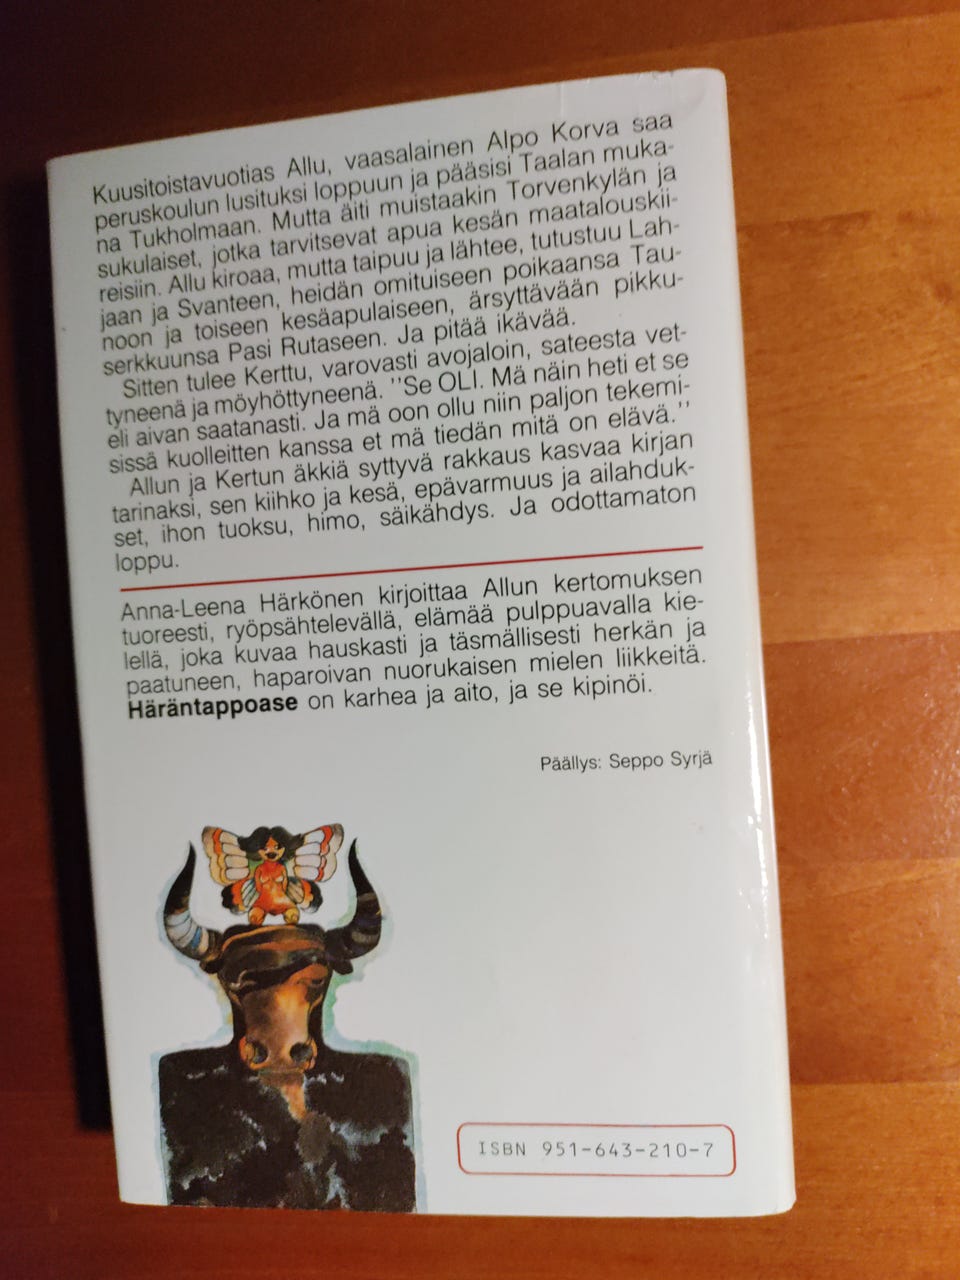 Kuusitoistavuotias Allu, vaasalainen Alpo Korva saa
peruskoulun lusituksi loppuun ja pääsisi Taalan muka-
na Tukholmaan. Mutta äiti muistaakin Torvenkylän ja
sukulaiset, jotka tarvitsevat apua kesän maatalouskii-
reisiin. Allu kiroaa, mutta taipuu ja lähtee, tutustuu Lah-
jaan ja Svanteen, heidän omituiseen poikaansa Tau-
noon ja toiseen kesäapulaiseen, ärsyttävään pikku-
serkkuunsa Pasi Rutaseen. Ja pitää ikävää.
Sitten tulee Kerttu, varovasti avojaloin, sateesta vet-
tyneenä ja möyhöttyneenä. "Se OLI. Mä näin heti et se
eli aivan saatanasti. Ja mä oon ollu niin paljon tekemi-
sissä kuolleitten kanssa et mä tiedän mitä on elävä."
Allun ja Kertun äkkiä syttyvä rakkaus kasvaa kirjan
tarinaksi, sen kiihko ja kesä, epävarmuus ja ailahduk-
set, ihon tuoksu, himo, säikähdys. Ja odottamaton
loppu.
Anna-Leena Härkönen kirjoittaa Allun kertomuksen
tuoreesti, ryöpsähtelevällä, elämää pulppuavalla kie-
lellä, joka kuvaa hauskasti ja täsmällisesti herkän ja
paatuneen, haparoivan nuorukaisen mielen liikkeitä.
Häräntappoase on karhea ja aito, ja se kipinöi.
Päällys: Seppo Syrjä
ISBN 951-643-210-7